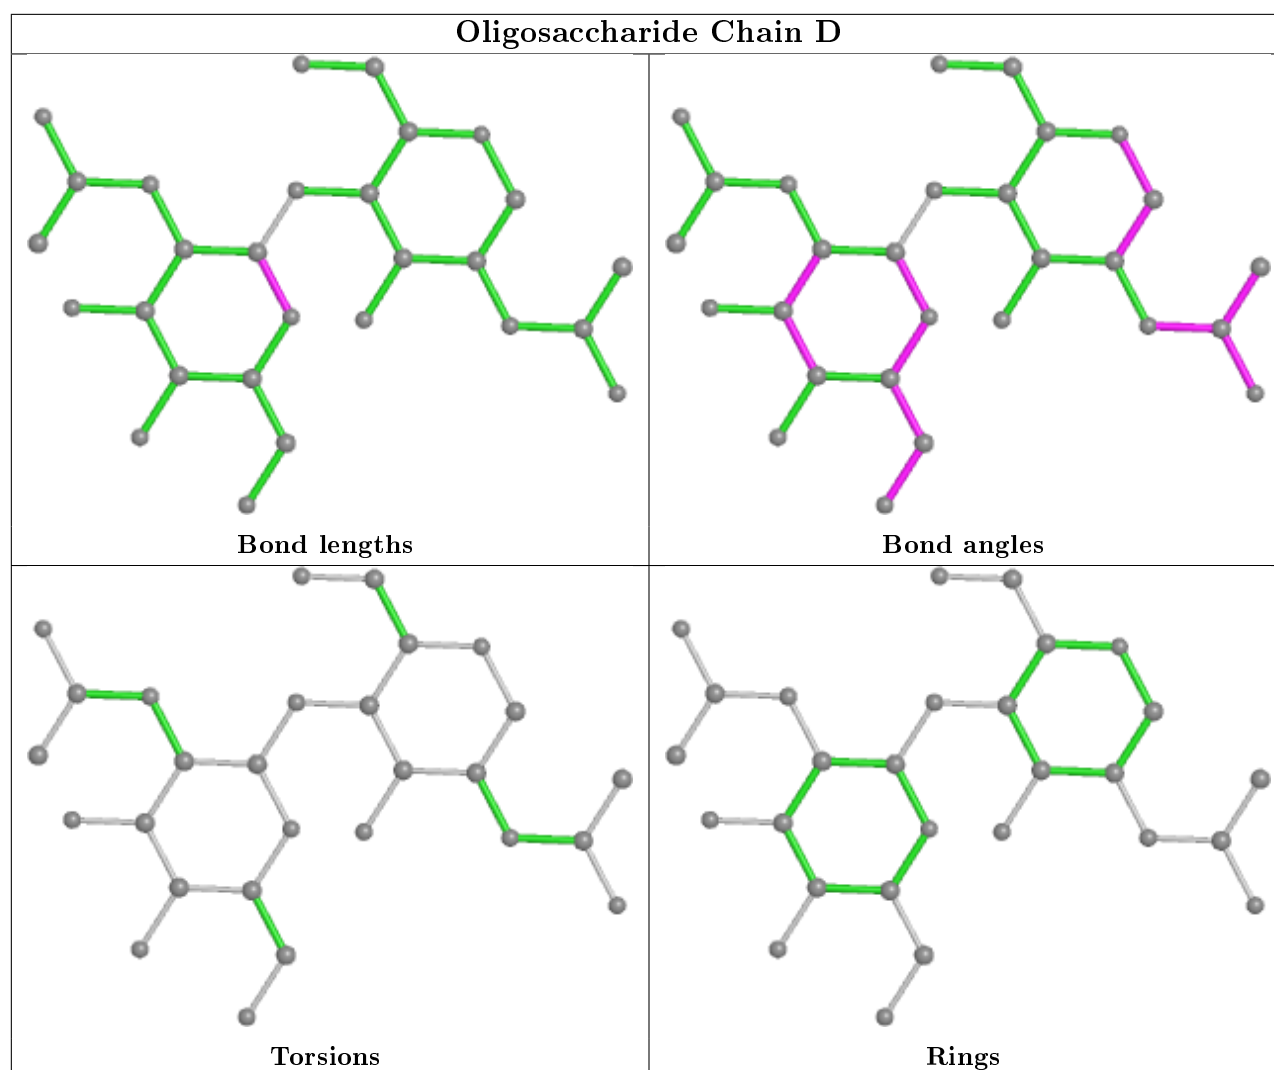 Oligosaccharide Chain D
Bond lengths
Bond angles
Torsions
Rings